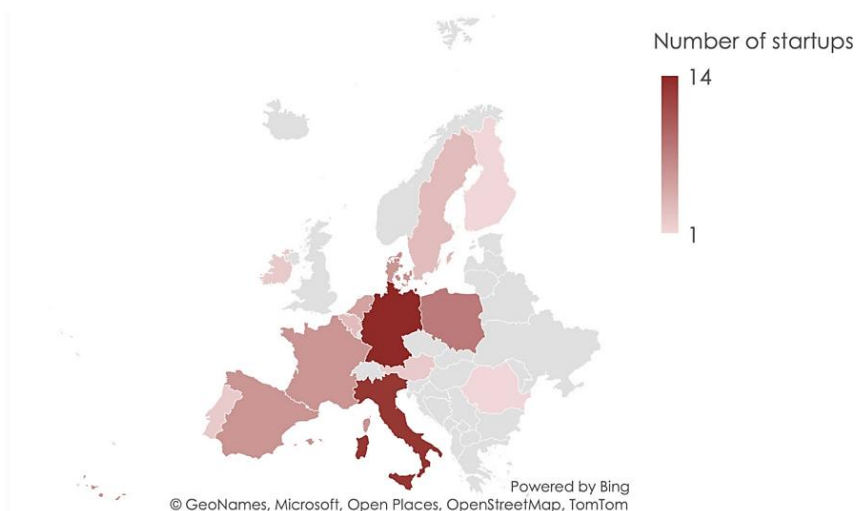 Number of startups
14
1
Powered by Bing
© GeoNames, Microsoft, Open Places, OpenStreetMap, TomTom